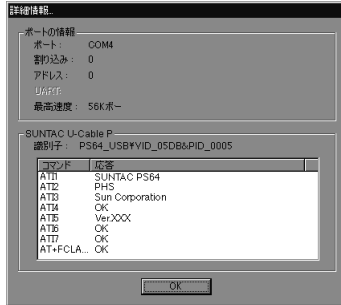 詳細情報...
ポートの情報
ポート： COM4
割り込み： 0
アドレス： 0
UART:
最高速度： 56Kボー
SUNTAC U-Cable P
識別子： PS64_USB¥VID_05DB&PID_0005
コマンド 応答
ATI1 SUNTAC PS64
ATI2 PHS
ATI3 Sun Corporation
ATI4 OK
ATI5 Ver.XXX
ATI6 OK
ATI7 OK
AT+FCLA... OK
OK